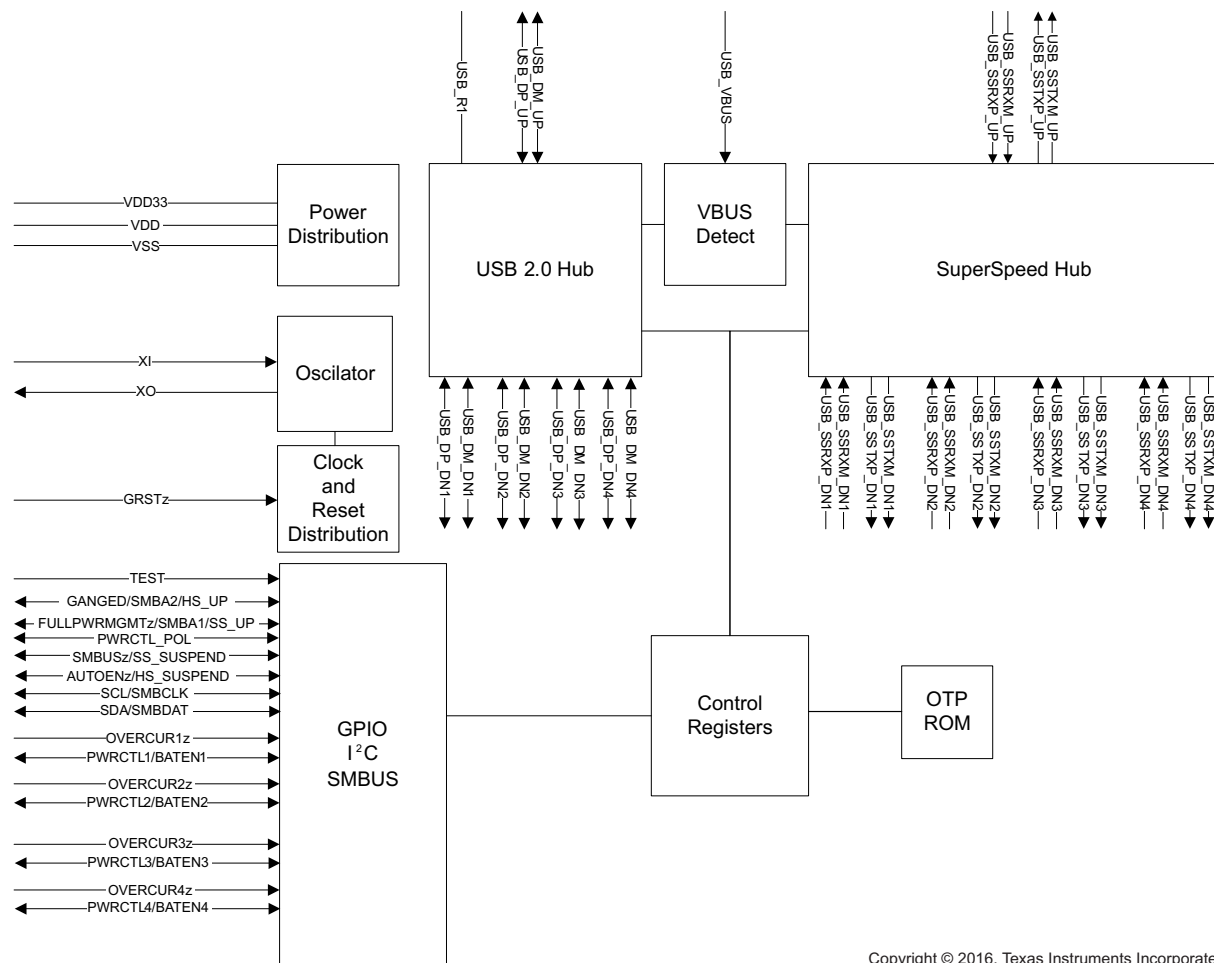 USB_R1
USB_DP_UP
USB_DM_UP
USB_VBUS
USB_SSRXP_UP
USB_SSRXM_UP
USB_SSTXP_UP
USB_SSTXM_UP
VDD33
VDD
VSS
Power
Distribution
USB 2.0 Hub
VBUS
Detect
SuperSpeed Hub
XI
XO
Oscilator
GRSTz
Clock
and
Reset
Distribution
USB_DP_DN1
USB_DM_DN1
USB_DP_DN2
USB_DM_DN2
USB_DP_DN3
USB_DM_DN3
USB_DP_DN4
USB_DM_DN4
USB_SSRXP_DN1
USB_SSRXM_DN1
USB_SSTXP_DN1
USB_SSTXM_DN1
USB_SSRXP_DN2
USB_SSRXM_DN2
USB_SSTXP_DN2
USB_SSTXM_DN2
USB_SSRXP_DN3
USB_SSRXM_DN3
USB_SSTXP_DN3
USB_SSTXM_DN3
USB_SSRXP_DN4
USB_SSRXM_DN4
USB_SSTXP_DN4
USB_SSTXM_DN4
TEST
GANGED/SMBA2/HS_UP
FULLPWRMGMTz/SMBA1/SS_UP
PWRCTL_POL
SMBUSz/SS_SUSPEND
AUTOENz/HS_SUSPEND
SCL/SMBCLK
SDA/SMBDAT
OVERCUR1z
PWRCTL1/BATEN1
OVERCUR2z
PWRCTL2/BATEN2
OVERCUR3z
PWRCTL3/BATEN3
OVERCUR4z
PWRCTL4/BATEN4
GPIO
I²C
SMBUS
Control
Registers
OTP
ROM
Copyright © 2016, Texas Instruments Incorporate